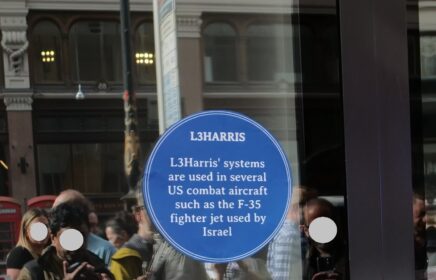 L3HARRIS
L3Harris' systems
are used in several
US combat aircraft
such as the F-35
fighter jet used by
Israel